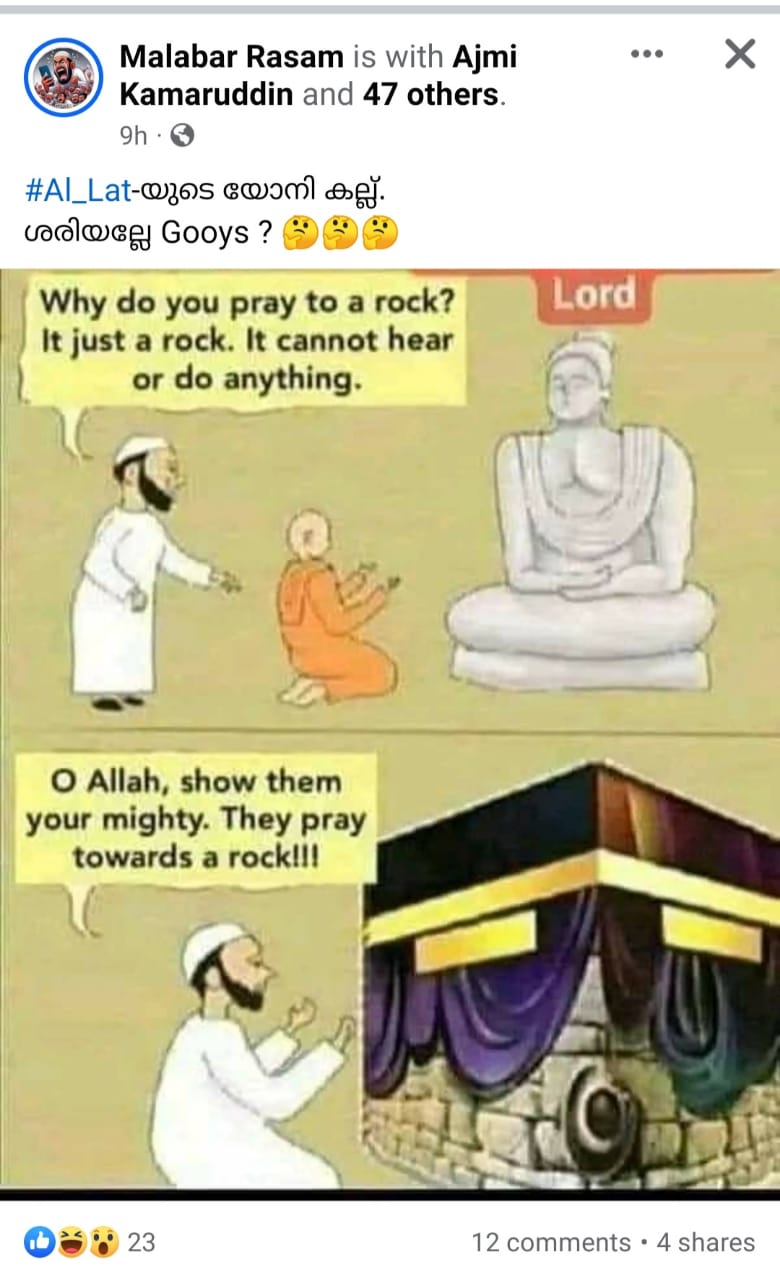 Malabar Rasam is with Ajmi
Kamaruddin and 47 others.
9h ·
#Al_Lat-യുടെ യോനി കല്ല്.
ശരിയല്ലേ Gooys ? 🤔🤔🤔
Why do you pray to a rock?
It just a rock. It cannot hear
or do anything.
Lord
O Allah, show them
your mighty. They pray
towards a rock!!!
23
12 comments • 4 shares